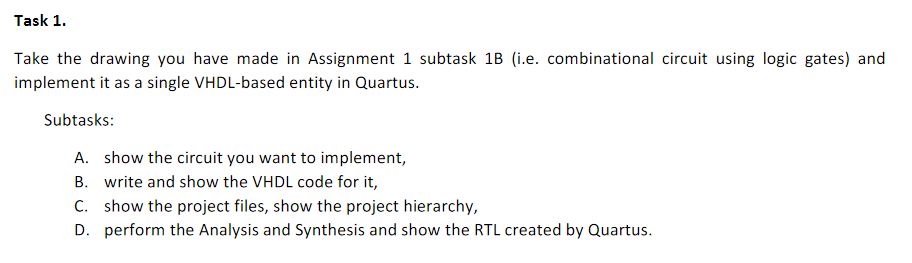 Task 1.
Take the drawing you have made in Assignment 1 subtask 1B (i.e. combinational circuit using logic gates) and
implement it as a single VHDL-based entity in Quartus.
Subtasks:
A. show the circuit you want to implement,
B. write and show the VHDL code for it,
C. show the project files, show the project hierarchy,
D. perform the Analysis and Synthesis and show the RTL created by Quartus.